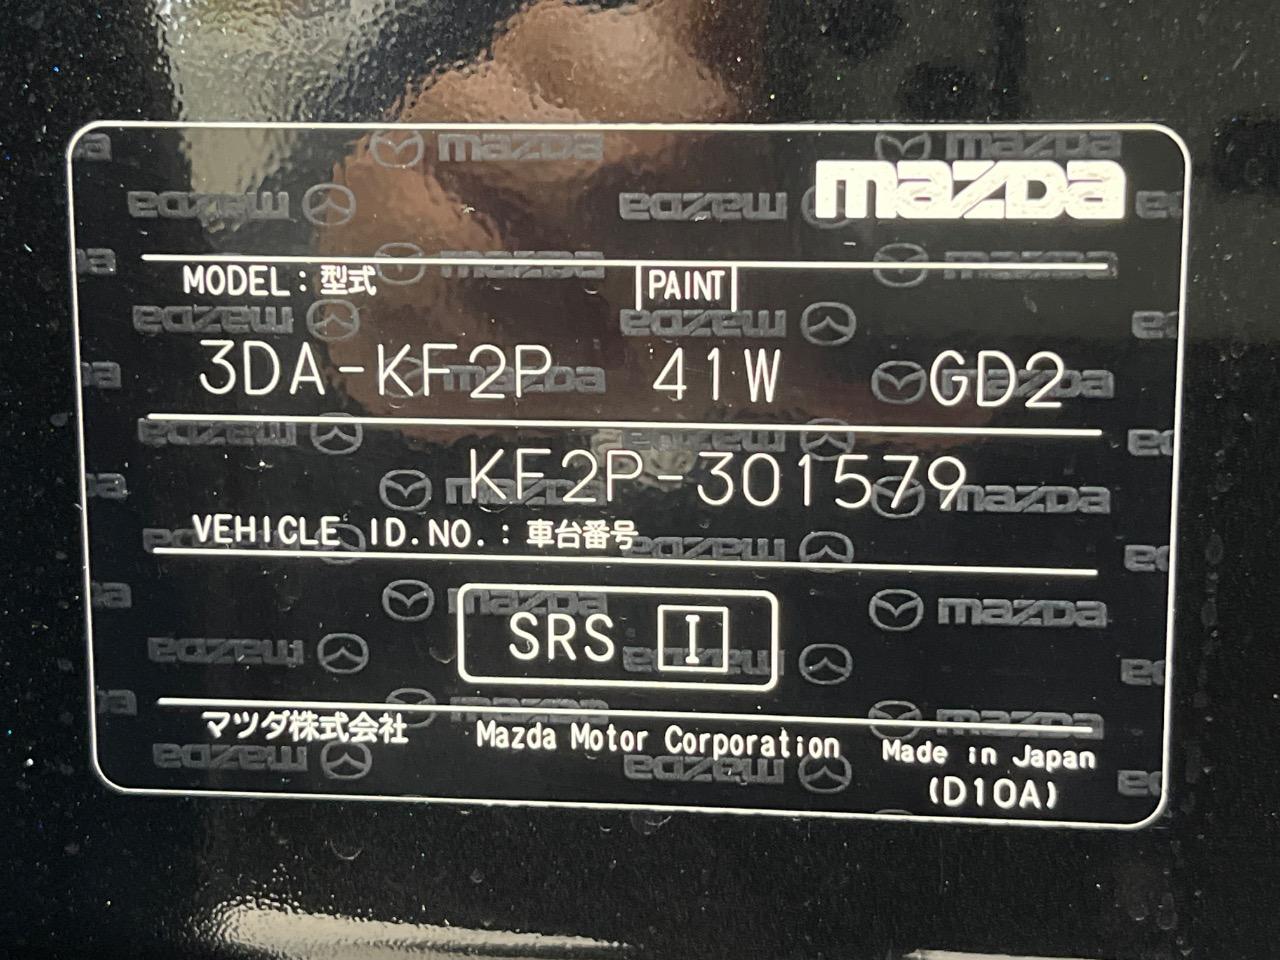 mazda
MODEL:型式 PAINT
3DA-KF2P 41W GD2
KF2P-301579
VEHICLE ID.NO.:車台番号
SRS I
マツダ株式会社 Mazda Motor Corporation Made in Japan
(D10A)